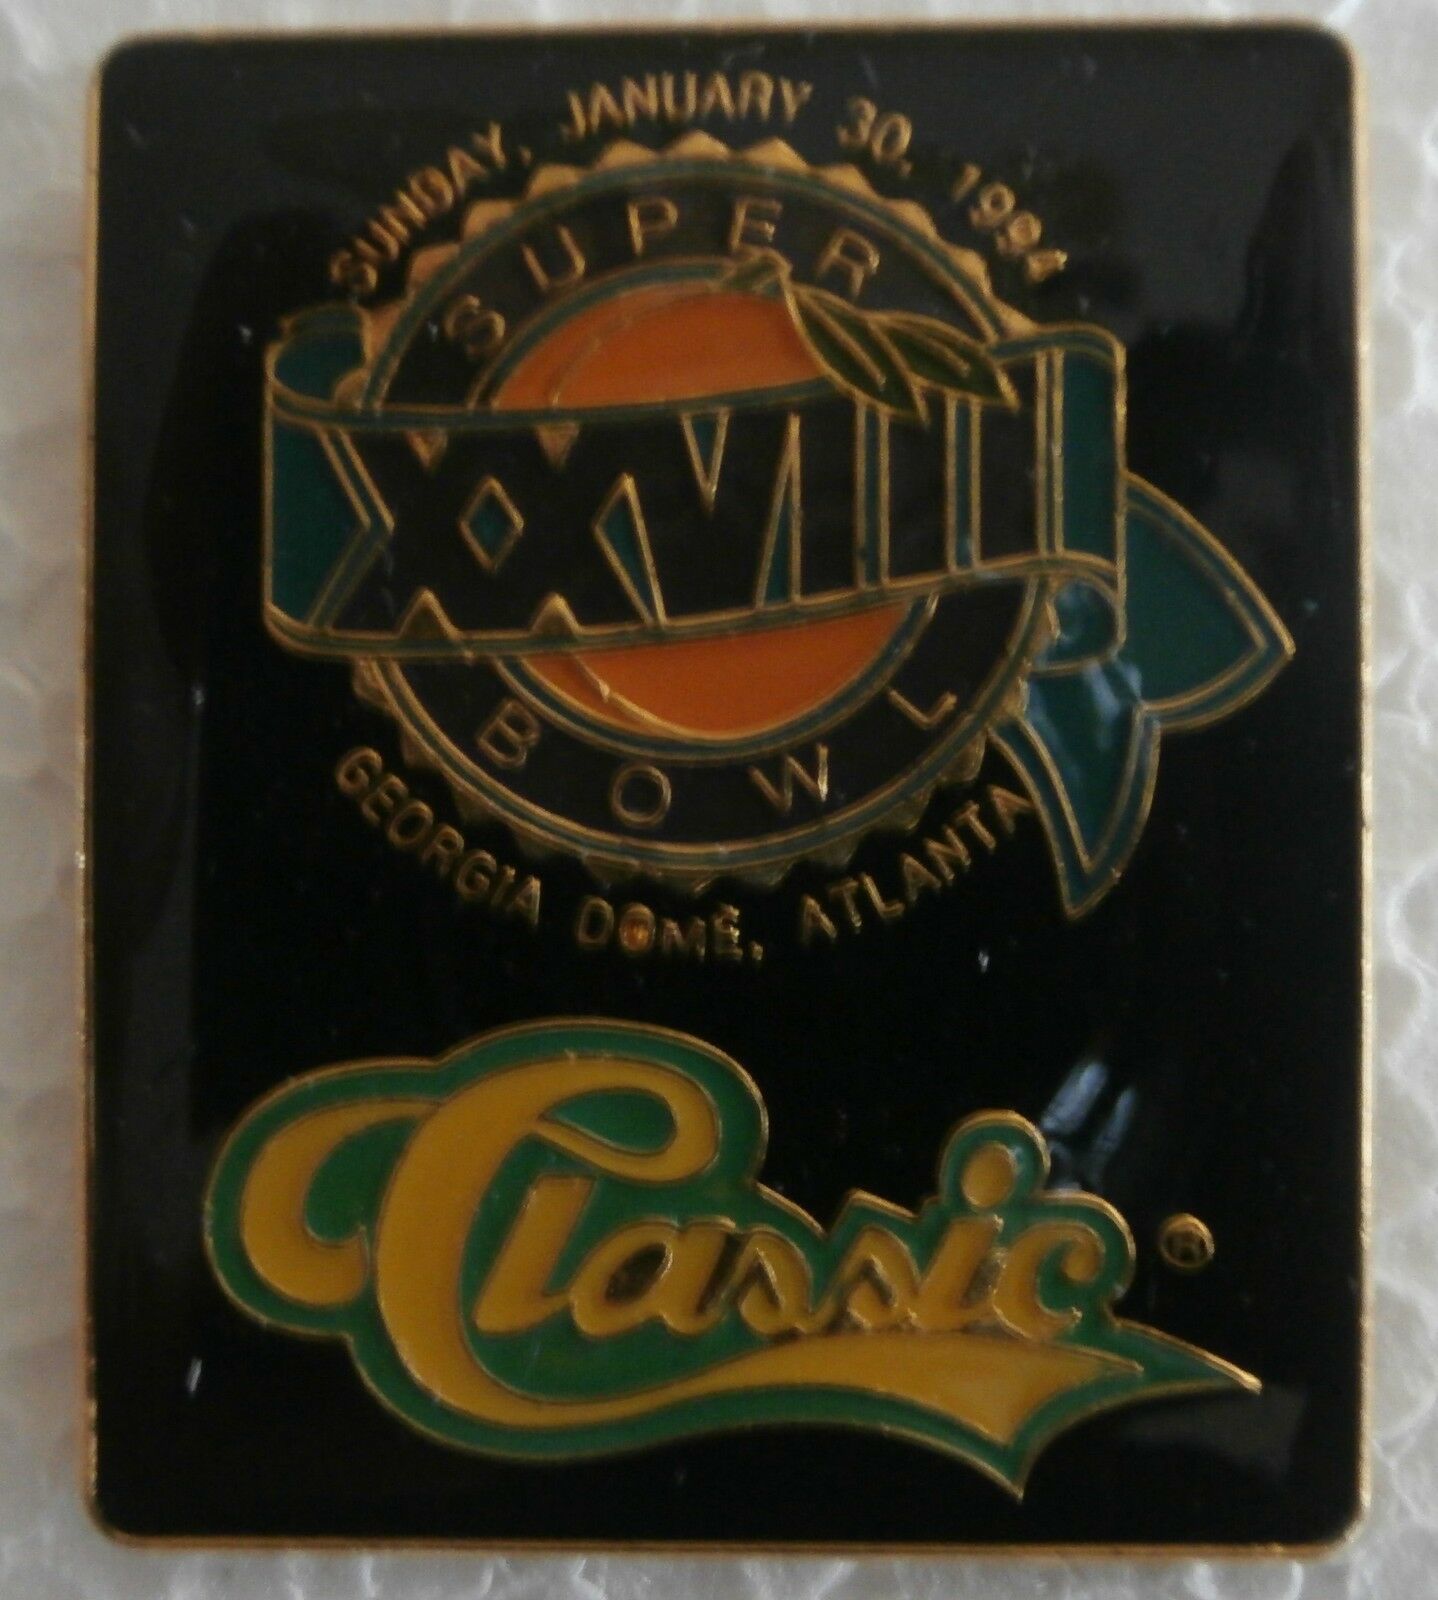 SUNDAY, JANUARY 30, 1994
SUPER
XXVIII
BOWL
GEORGIA DOME, ATLANTA
Classic ®